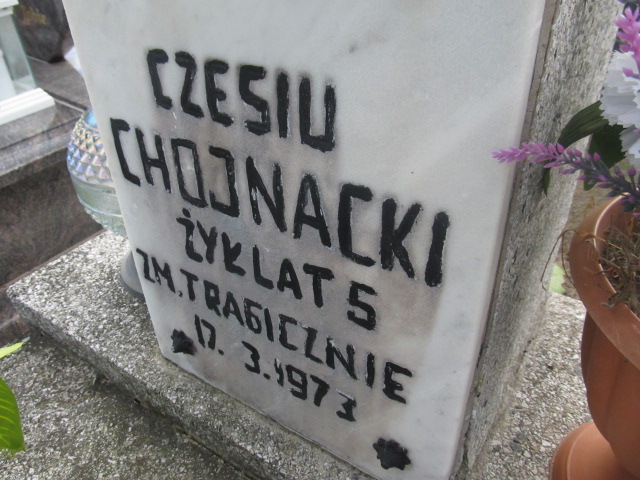 CZESIU
CHOJNACKI
ŻYŁ LAT 5
ZM. TRAGICZNIE
17. 3. 1973